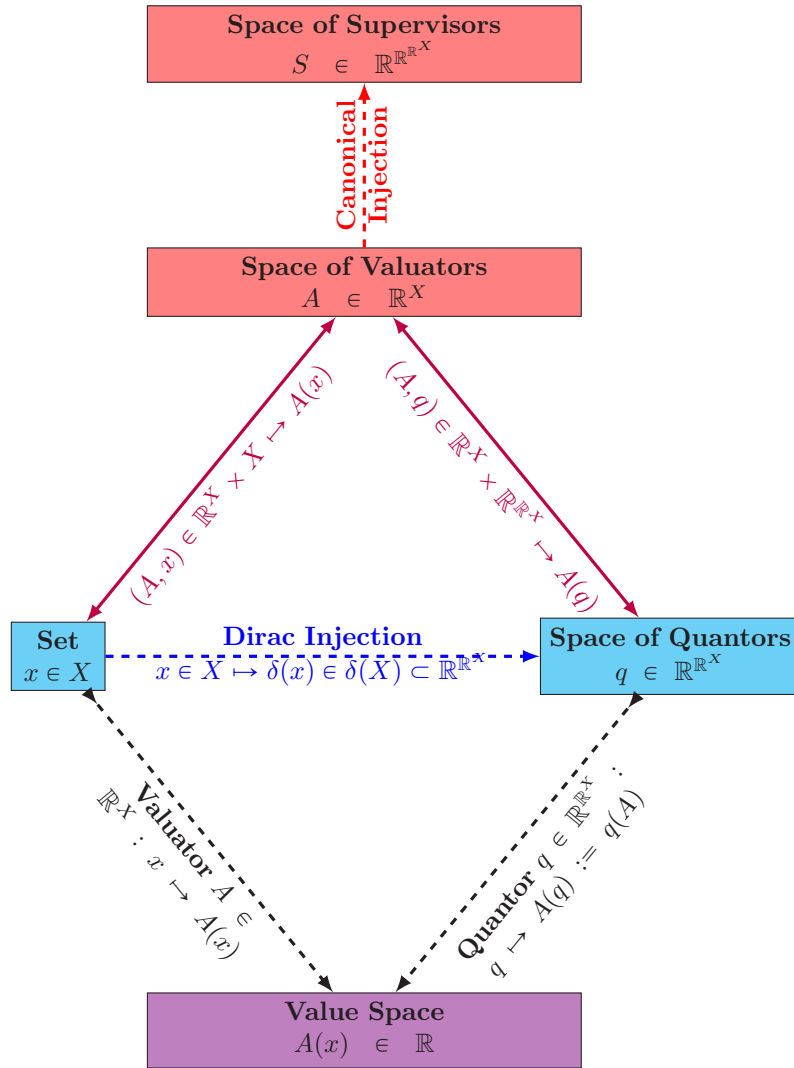 Space of Supervisors
S ∈ ℝ^{ℝ^{ℝ^X}}
Canonical
Injection
Space of Valuators
A ∈ ℝ^X
(A, x) ∈ ℝ^X × X ↦ A(x)
(A, q) ∈ ℝ^X × ℝ^{ℝ^X} ↦ A(q)
Set
x ∈ X
Dirac Injection
x ∈ X ↦ δ(x) ∈ δ(X) ⊂ ℝ^{ℝ^X}
Space of Quantors
q ∈ ℝ^{ℝ^X}
Valuator A ∈
ℝ^X : x ↦ A(x)
Quantor q ∈ ℝ^{ℝ^X} :
q ↦ A(q) := q(A)
Value Space
A(x) ∈ ℝ